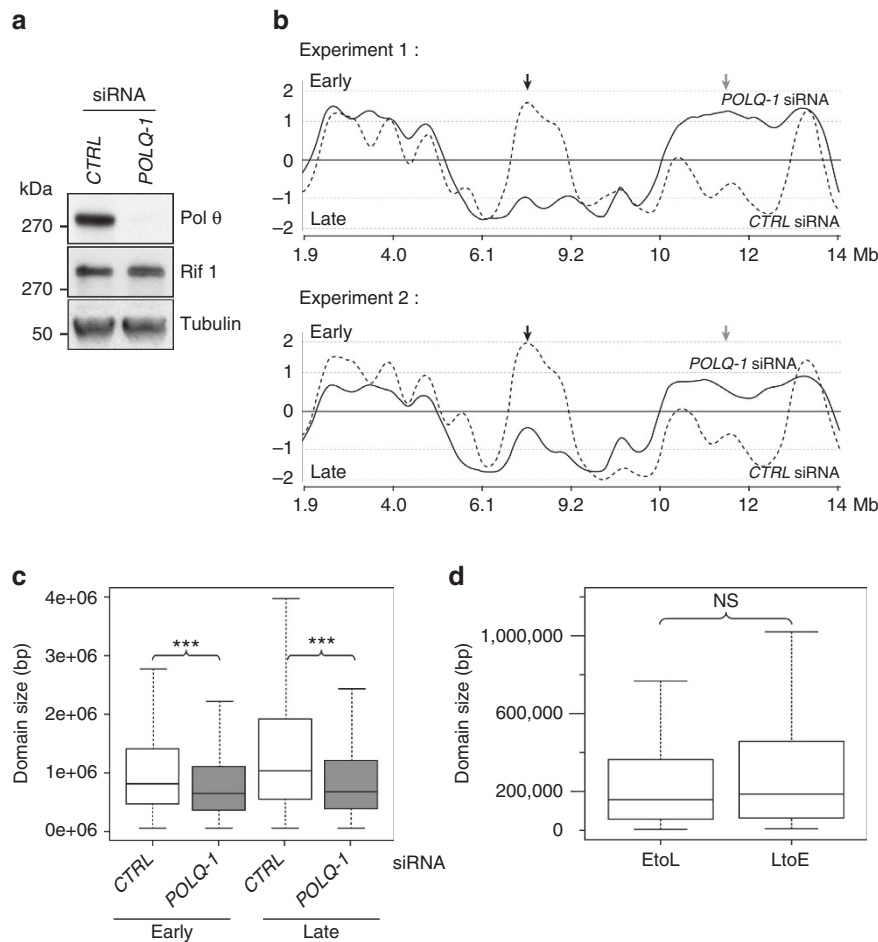 a
siRNA
CTRL
POLQ-1
kDa
270
Pol θ
270
Rif 1
50
Tubulin
b
Experiment 1 :
Early
POLQ-1 siRNA
2
1
0
–1
–2
Late
CTRL siRNA
1.9 4.0 6.1 9.2 10 14 Mb
Experiment 2 :
Early
POLQ-1 siRNA
2
1
0
–1
–2
Late
CTRL siRNA
1.9 4.0 6.1 9.2 10 14 Mb
c
Domain size (bp)
4e+06
3e+06
2e+06
1e+06
0e+06
***
***
CTRL
POLQ-1
CTRL
POLQ-1
siRNA
Early
Late
d
Domain size (bp)
NS
1,000,000
600,000
200,000
0
EtoL
LtoE